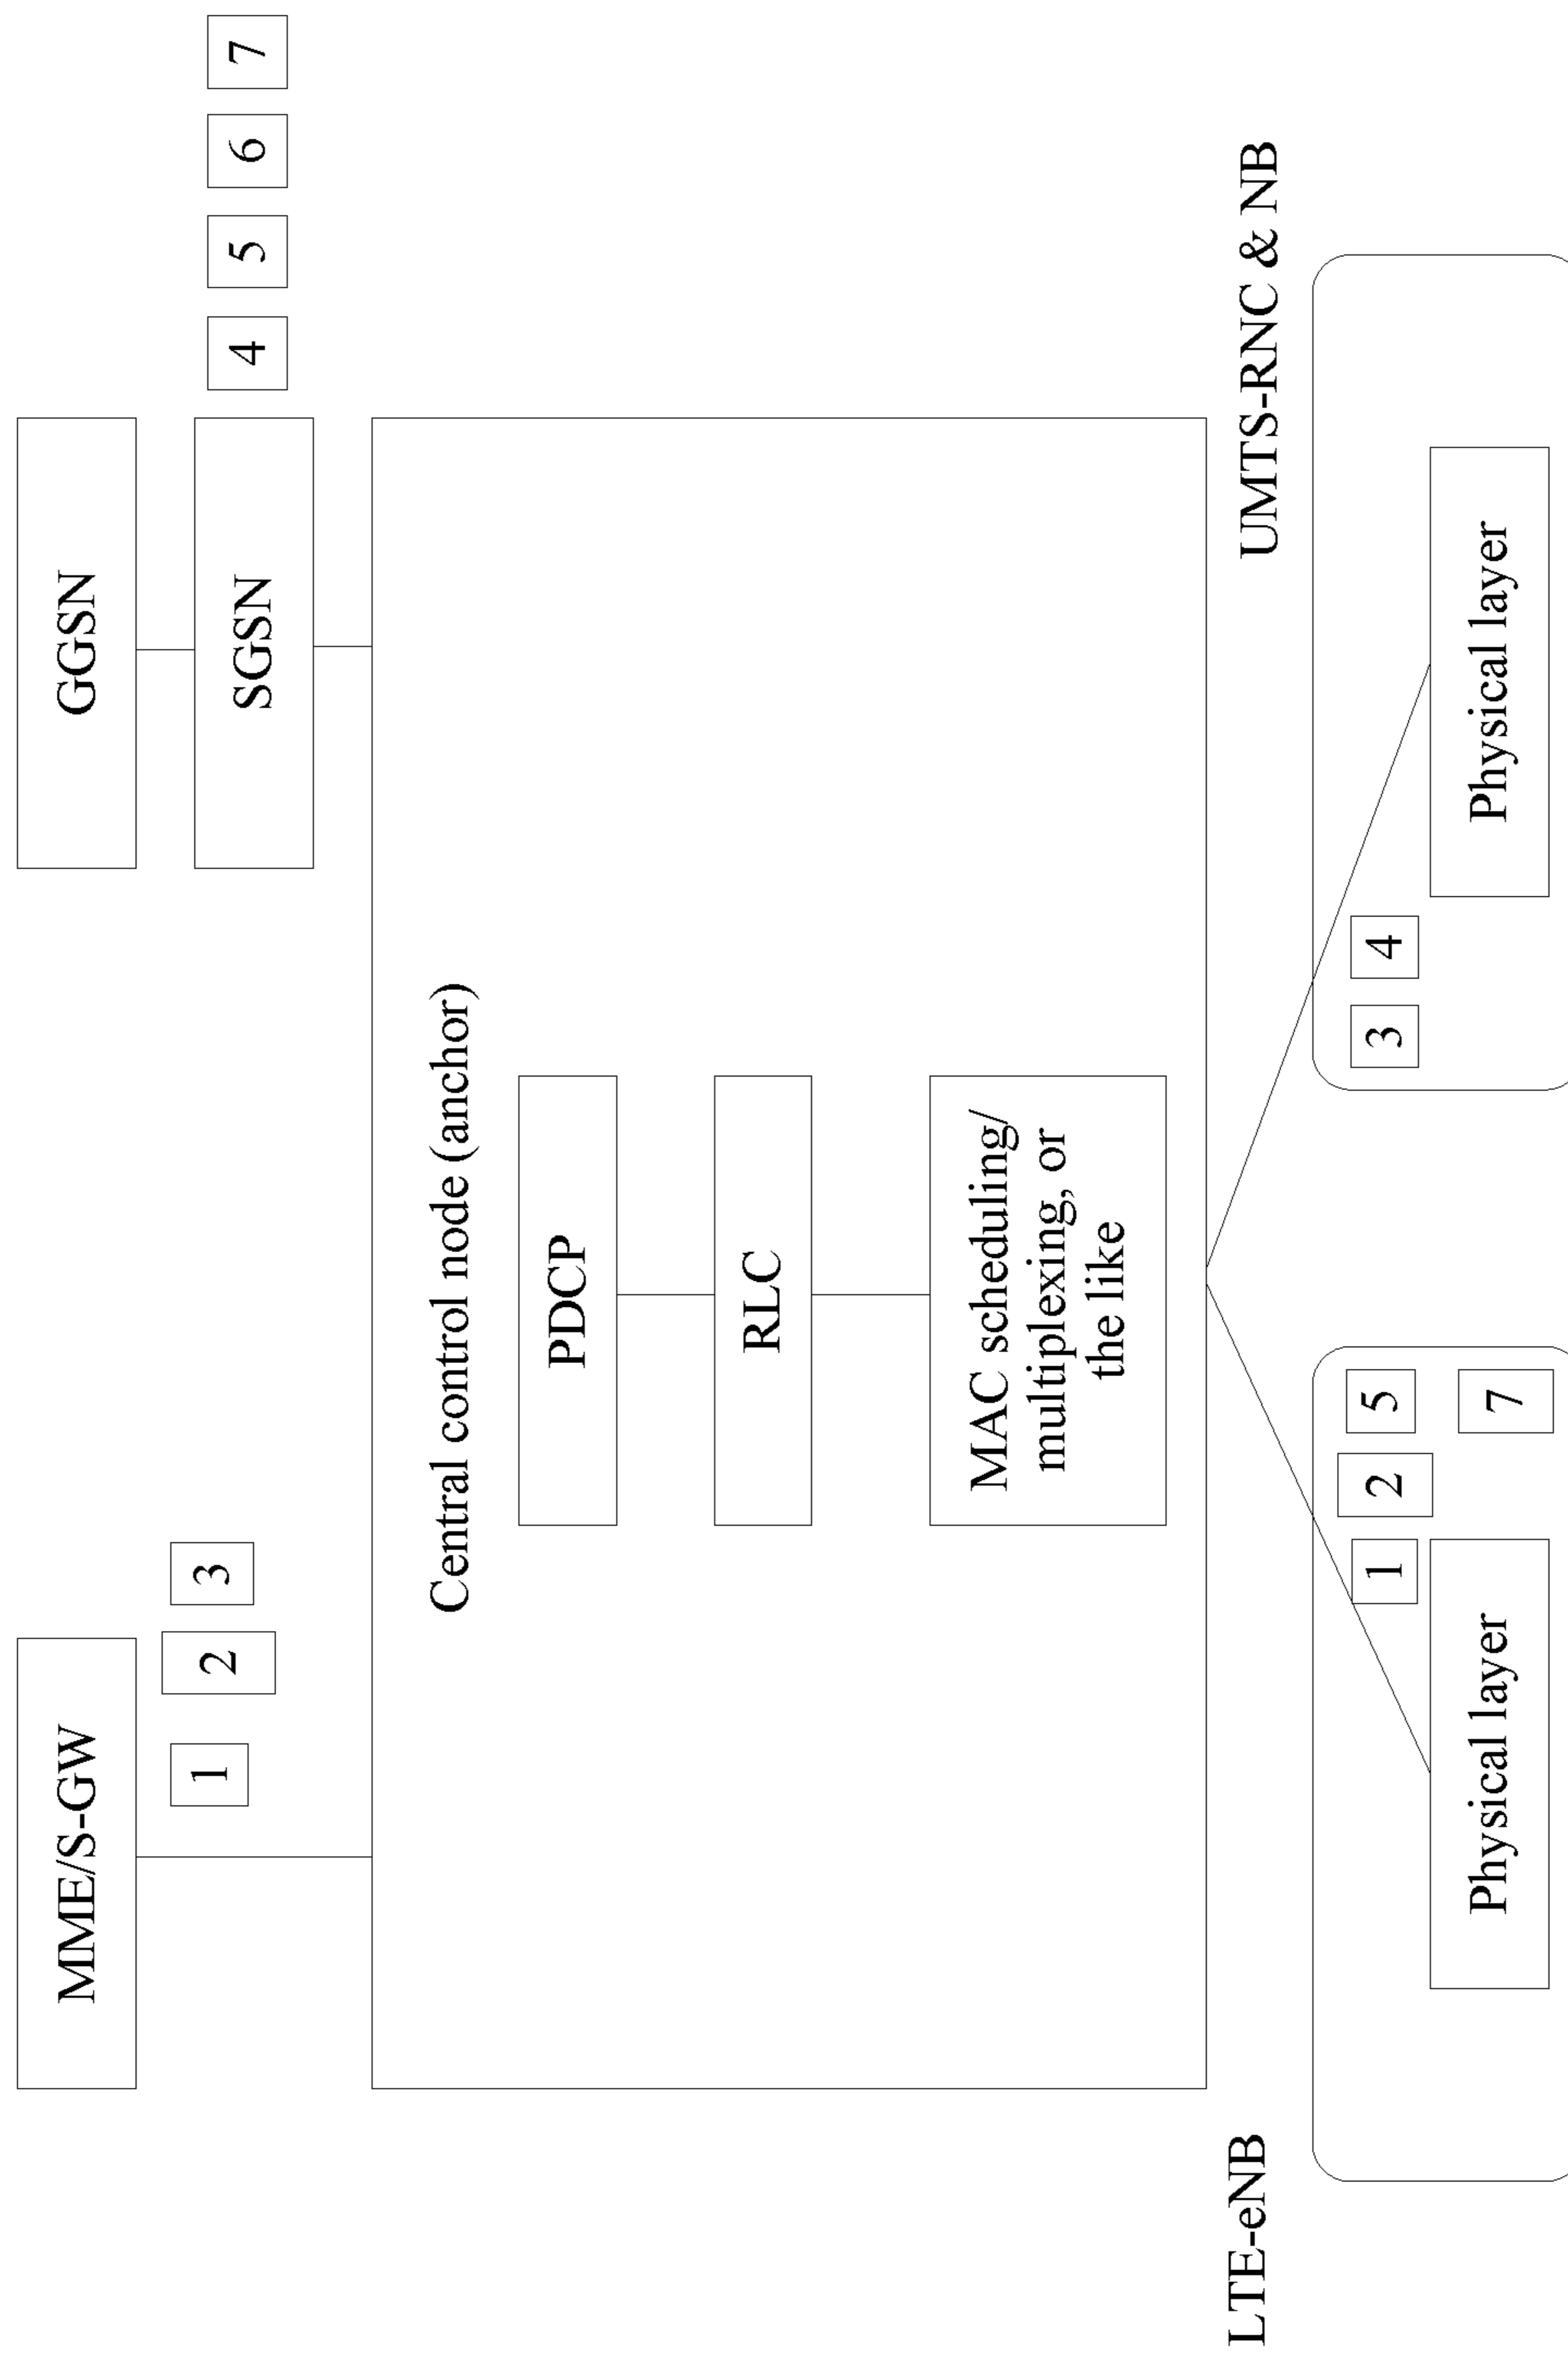 MME/S-GW
GGSN
1
2
3
SGSN
4
5
6
7
Central control node (anchor)
PDCP
RLC
MAC scheduling/
multiplexing, or
the like
LTE-eNB
UMTS-RNC & NB
1
2
5
3
4
Physical layer
7
Physical layer